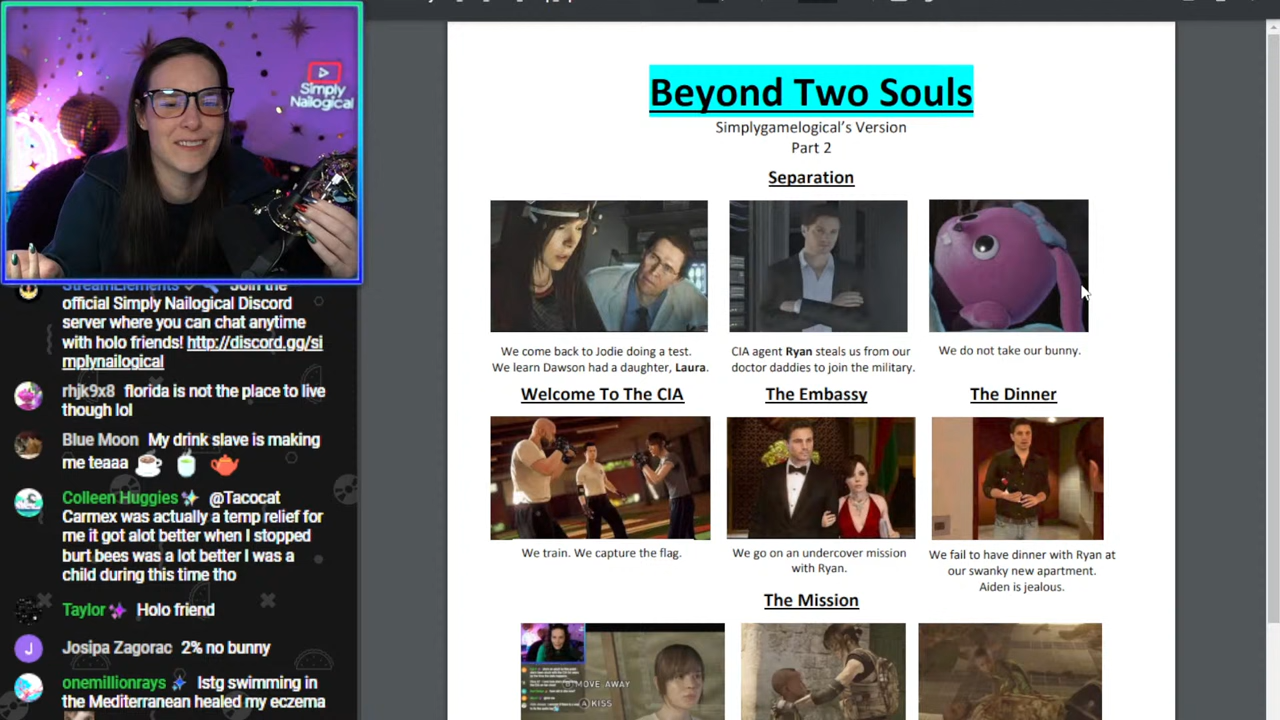 Simply
Nailogical
StreamElements Join the
official Simply Nailogical Discord
server where you can chat anytime
with holo friends! http://discord.gg/si
mplynailogical
rhjk9x8 florida is not the place to live
though lol
Blue Moon My drink slave is making
me teaaa
Colleen Huggies @Tacocat
Carmex was actually a temp relief for
me it got alot better when I stopped
burt bees was a lot better I was a
child during this time tho
Taylor Holo friend
J
Josipa Zagorac 2% no bunny
onemillionrays Istg swimming in
the Mediterranean healed my eczema
Beyond Two Souls
Simplygamelogical's Version
Part 2
Separation
We come back to Jodie doing a test.
We learn Dawson had a daughter, Laura.
CIA agent Ryan steals us from our
doctor daddies to join the military.
We do not take our bunny.
Welcome To The CIA
The Embassy
The Dinner
We train. We capture the flag.
We go on an undercover mission
with Ryan.
We fail to have dinner with Ryan at
our swanky new apartment.
Aiden is jealous.
The Mission
MOVE AWAY
KISS